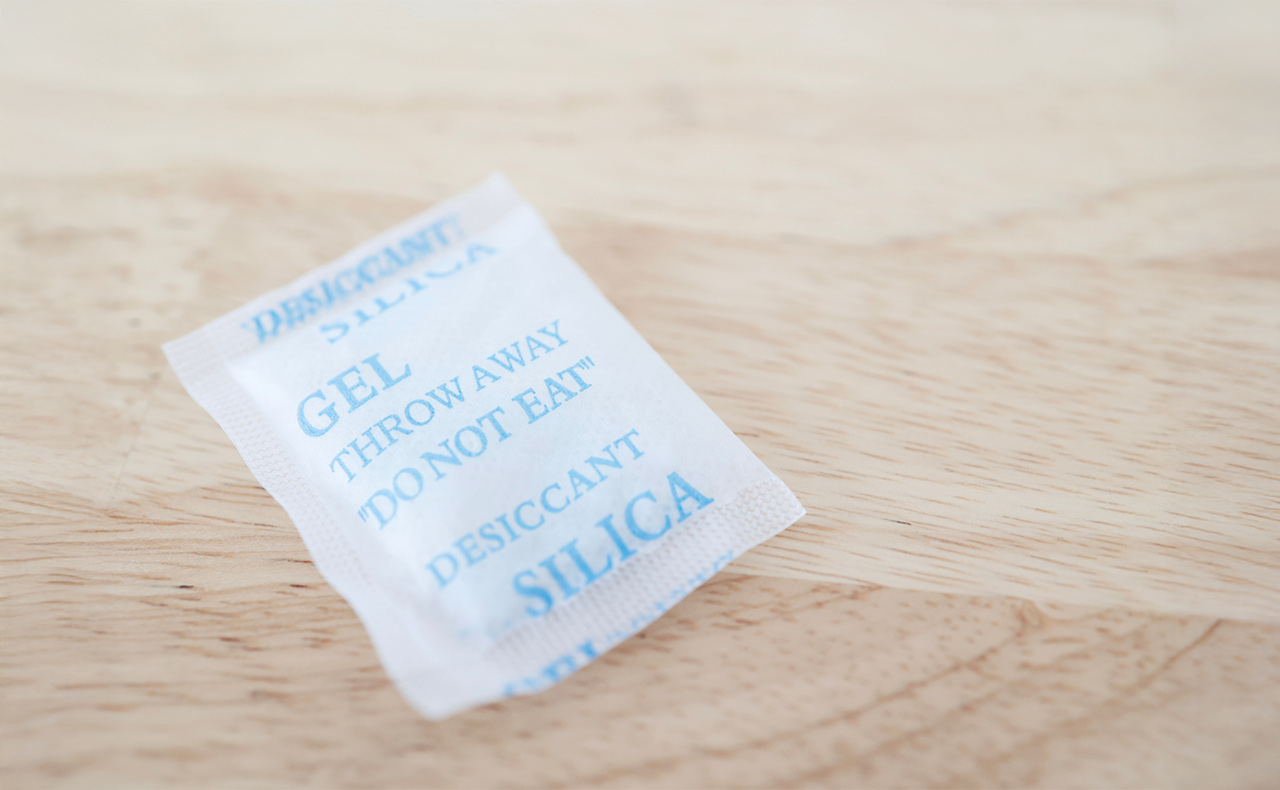 DESICCANT
SILICA
GEL
THROW AWAY
"DO NOT EAT"
DESICCANT
SILICA